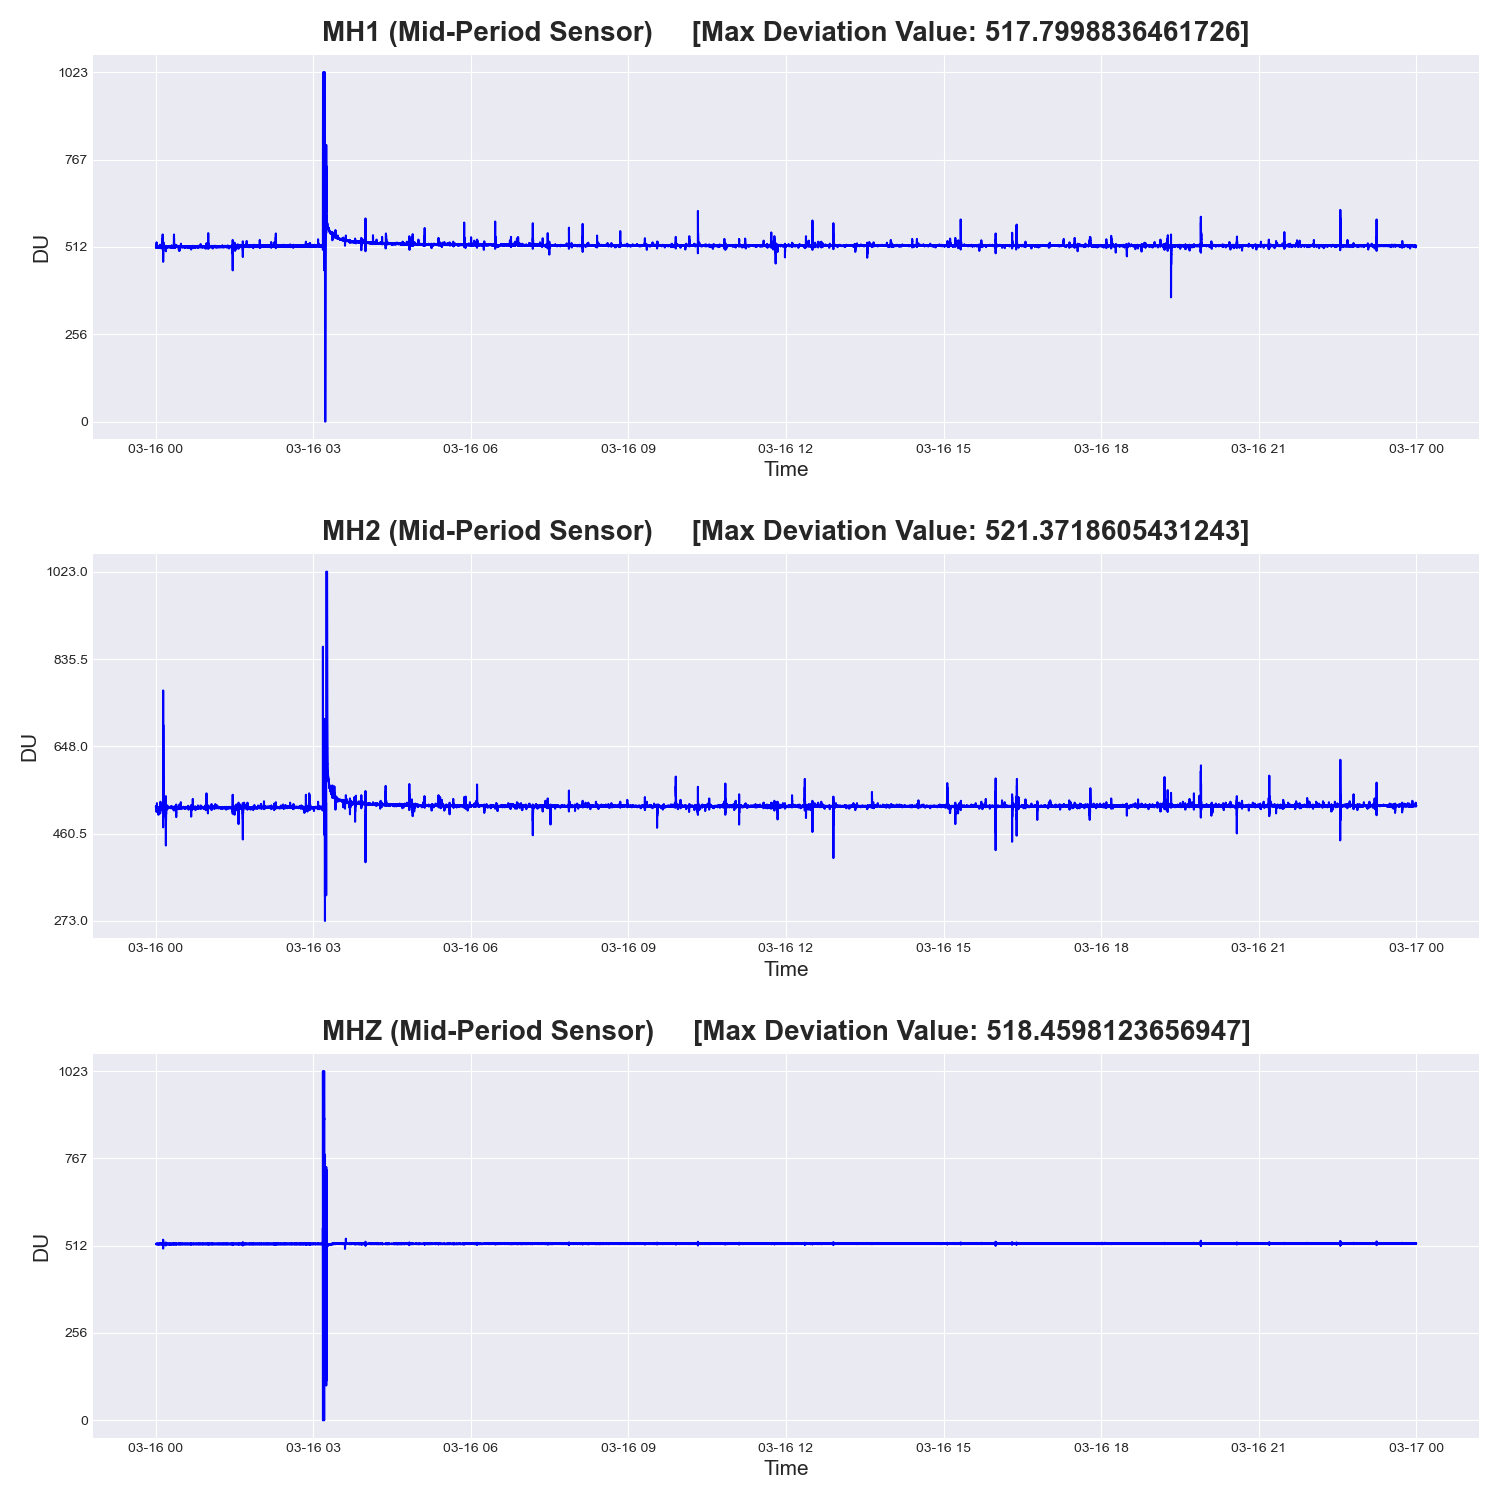 MH1 (Mid-Period Sensor) [Max Deviation Value: 517.7998836461726]
1023
767
512
256
0
DU
03-16 00 03-16 03 03-16 06 03-16 09 03-16 12 03-16 15 03-16 18 03-16 21 03-17 00
Time
MH2 (Mid-Period Sensor) [Max Deviation Value: 521.3718605431243]
1023.0
835.5
648.0
460.5
273.0
DU
03-16 00 03-16 03 03-16 06 03-16 09 03-16 12 03-16 15 03-16 18 03-16 21 03-17 00
Time
MHZ (Mid-Period Sensor) [Max Deviation Value: 518.4598123656947]
1023
767
512
256
0
DU
03-16 00 03-16 03 03-16 06 03-16 09 03-16 12 03-16 15 03-16 18 03-16 21 03-17 00
Time